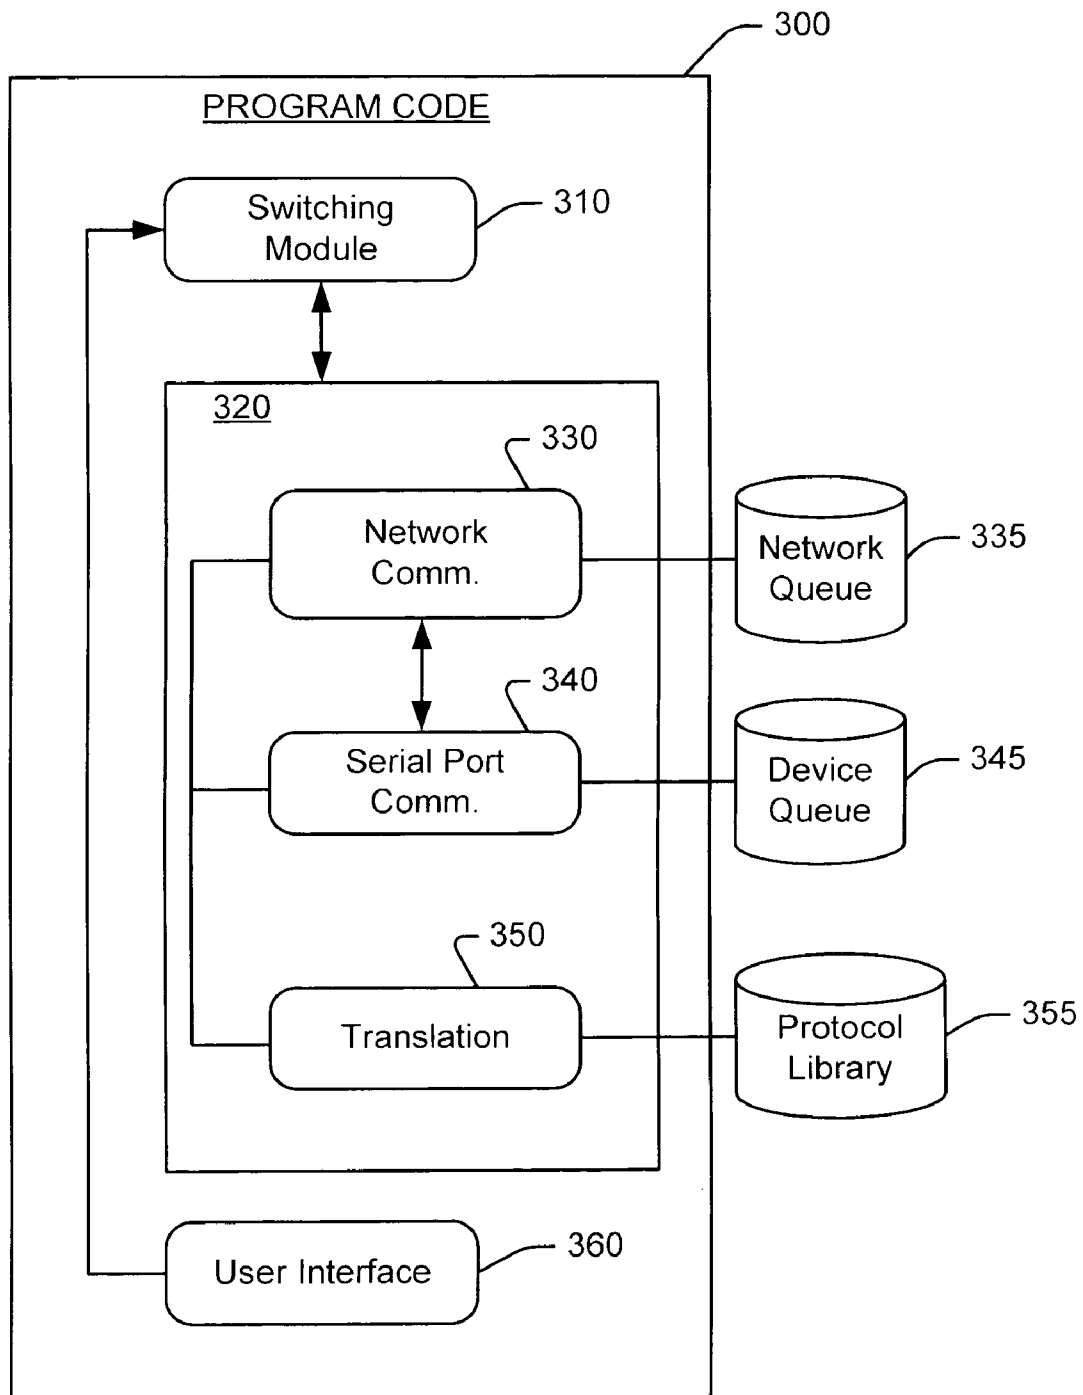 300
PROGRAM CODE
Switching
Module
310
320
330
Network
Comm.
Network
Queue
335
340
Serial Port
Comm.
Device
Queue
345
350
Translation
Protocol
Library
355
User Interface
360